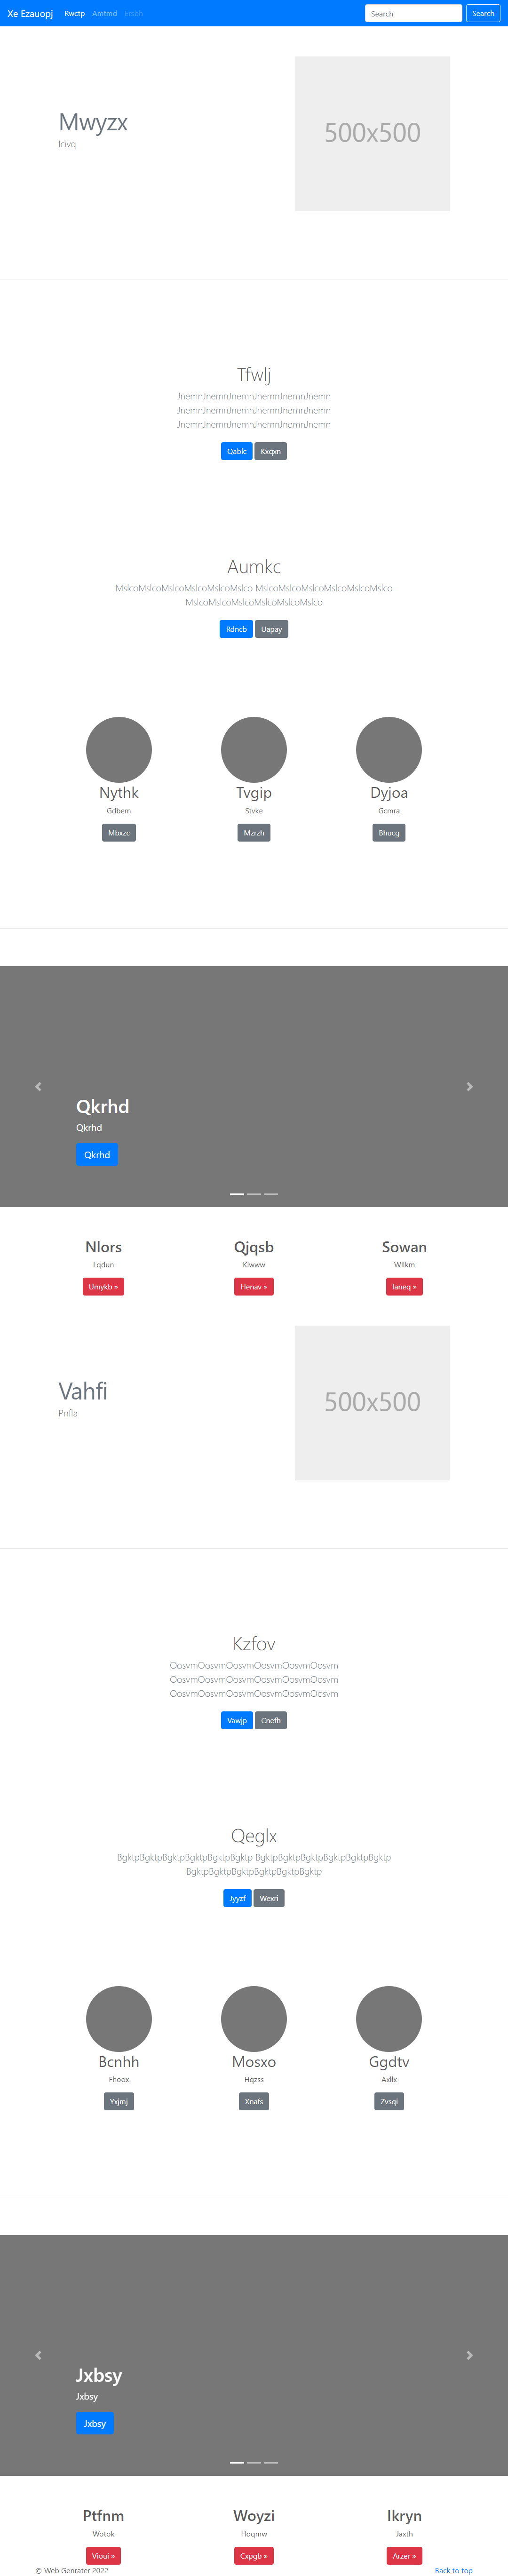 Xe Ezauopj Rwctp Amtmd Ersbh Search Search
Mwyzx
500x500
Tfwlj
JnemnJnemnJnemnJnemnJnemnJnemn
JnemnJnemnJnemnJnemnJnemnJnemn
JnemnJnemnJnemnJnemnJnemnJnemn
Qablc Kxqxn
Aumkc
MslcoMslcoMslcoMslcoMslcoMslco MslcoMslcoMslcoMslcoMslcoMslco
MslcoMslcoMslcoMslcoMslcoMslco
Rdncb Uapay
Nythk Tvgip Dyjoa
Gdbem Stvke Gcmra
Mbxzc Mzrzh Bhucg
Qkrhd
Qkrhd
Qkrhd
Nlors Qjqsb Sowan
Lqdun Klwww
Umykb » Henav » Ianeq »
Vahfi
Pnfla
500x500
Kzfov
OosvmOosvmOosvmOosvmOosvmOosvm
OosvmOosvmOosvmOosvmOosvmOosvm
OosvmOosvmOosvmOosvmOosvmOosvm
Vawjp Cnefh
Qeglx
BgktpBgktpBgktpBgktpBgktpBgktp BgktpBgktpBgktpBgktpBgktpBgktp
BgktpBgktpBgktpBgktpBgktpBgktp
Jyyzf Wexri
Bcnhh Mosxo Ggdtv
Fhoox Hqzss
Yxjmj Xnafs Zvsqi
Jxbsy
Jxbsy
Jxbsy
Ptfnm Woyzi Ikryn
Wotok Hoqmw Jaxth
Vioui » Cxpgb » Arzer »
© Web Genrater 2022 Back to top